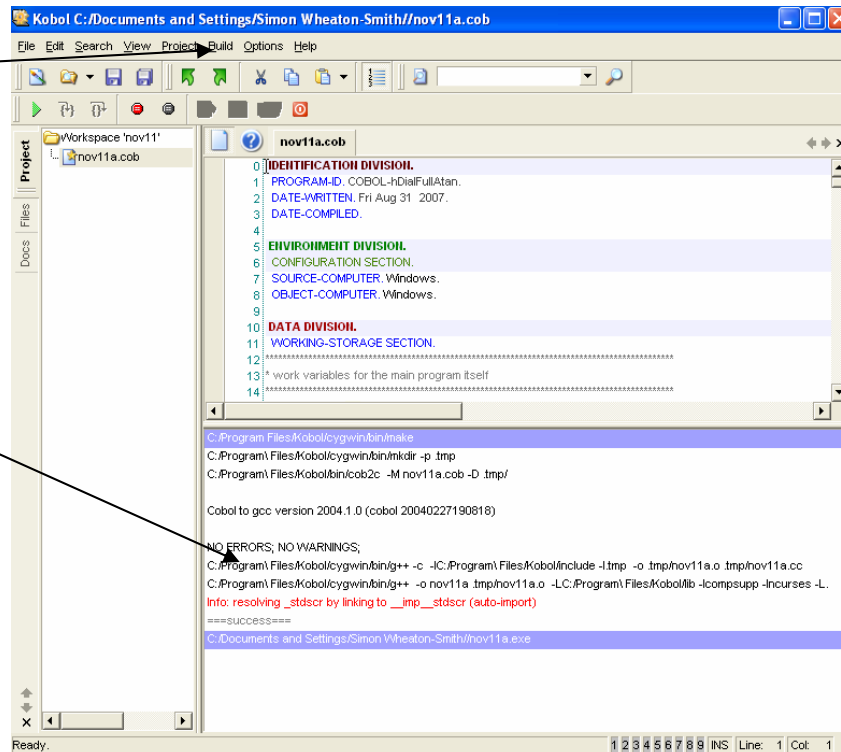 Kobol C:/Documents and Settings/Simon Wheaton-Smith//nov11a.cob
File Edit Search View Project Build Options Help
Project
Files
Docs
Workspace 'nov11'
nov11a.cob
nov11a.cob
0 IDENTIFICATION DIVISION.
1 PROGRAM-ID. COBOL-hDialFullAtan.
2 DATE-WRITTEN. Fri Aug 31 2007.
3 DATE-COMPILED.
4
5 ENVIRONMENT DIVISION.
6 CONFIGURATION SECTION.
7 SOURCE-COMPUTER. Windows.
8 OBJECT-COMPUTER. Windows.
9
10 DATA DIVISION.
11 WORKING-STORAGE SECTION.
12
13 * work variables for the main program itself
14
C:/Program Files/Kobol/cygwin/bin/make
C:/Program\ Files/Kobol/cygwin/bin/mkdir -p .tmp
C:/Program\ Files/Kobol/bin/cob2c -M nov11a.cob -D .tmp/
Cobol to gcc version 2004.1.0 (cobol 20040227190818)
NO ERRORS; NO WARNINGS;
C:/Program\ Files/Kobol/cygwin/bin/g++ -c -IC:/Program\ Files/Kobol/include -I.tmp -o .tmp/nov11a.o .tmp/nov11a.cc
C:/Program\ Files/Kobol/cygwin/bin/g++ -o nov11a .tmp/nov11a.o -LC:/Program\ Files/Kobol/lib -lcompsupp -lncurses -L.
Info: resolving _stdscr by linking to __imp__stdscr (auto-import)
===success===
C:/Documents and Settings/Simon Wheaton-Smith//nov11a.exe
Ready. 1 2 3 4 5 6 7 8 9 INS Line: 1 Col: 1